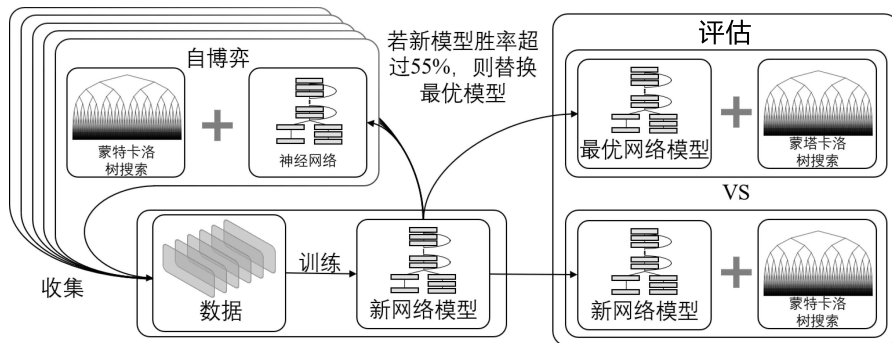 自博弈
蒙特卡洛
树搜索
神经网络
若新模型胜率超
过55%，则替换
最优模型
收集
数据
训练
新网络模型
评估
最优网络模型
蒙塔卡洛
树搜索
VS
新网络模型
蒙特卡洛
树搜索